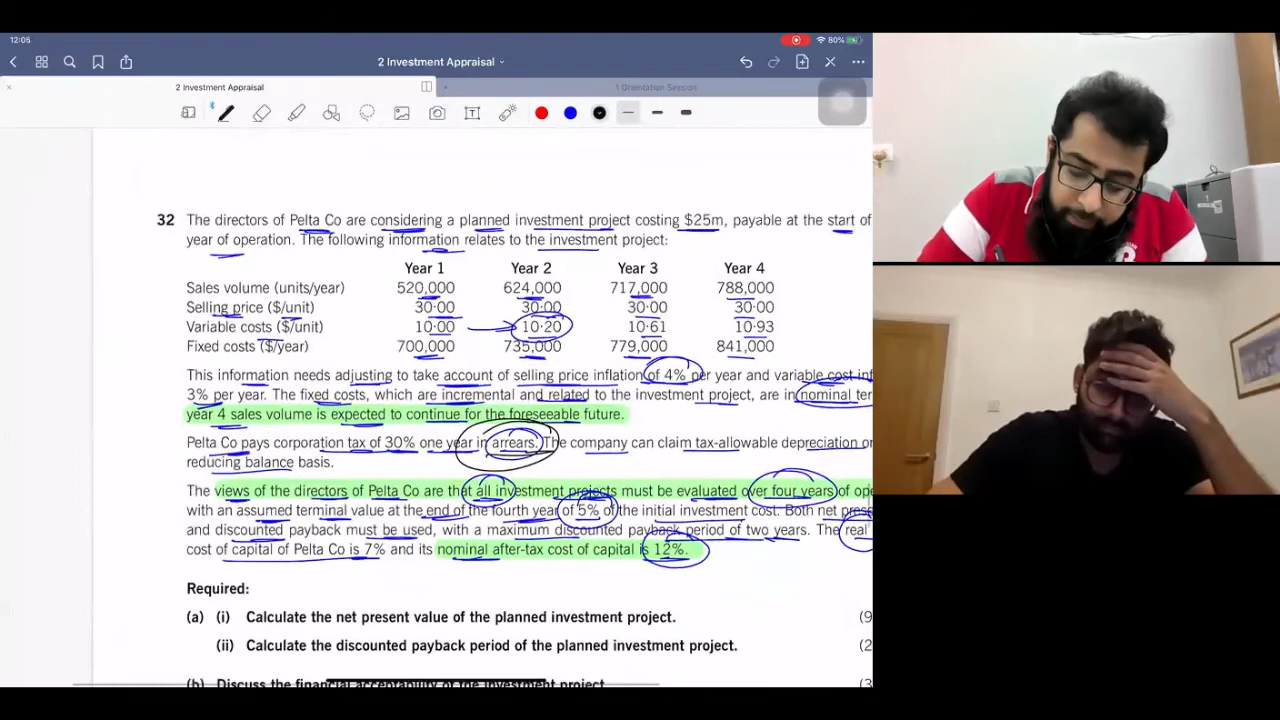 12:05
80%
2 Investment Appraisal
2 Investment Appraisal
1 Orientation Session
32 The directors of Pelta Co are considering a planned investment project costing $25m, payable at the start of
year of operation. The following information relates to the investment project:
Year 1 Year 2 Year 3 Year 4
Sales volume (units/year) 520,000 624,000 717,000 788,000
Selling price ($/unit) 30·00 30·00 30·00 30·00
Variable costs ($/unit) 10·00 10·20 10·61 10·93
Fixed costs ($/year) 700,000 735,000 779,000 841,000
This information needs adjusting to take account of selling price inflation of 4% per year and variable cost inf
3% per year. The fixed costs, which are incremental and related to the investment project, are in nominal ter
year 4 sales volume is expected to continue for the foreseeable future.
Pelta Co pays corporation tax of 30% one year in arrears. The company can claim tax-allowable depreciation o
reducing balance basis.
The views of the directors of Pelta Co are that all investment projects must be evaluated over four years of ope
with an assumed terminal value at the end of the fourth year of 5% of the initial investment cost. Both net pres
and discounted payback must be used, with a maximum discounted payback period of two years. The real
cost of capital of Pelta Co is 7% and its nominal after-tax cost of capital is 12%.
Required:
(a) (i) Calculate the net present value of the planned investment project. (9
(ii) Calculate the discounted payback period of the planned investment project. (2
(b) Discuss the financial acceptability of the investment project. (3